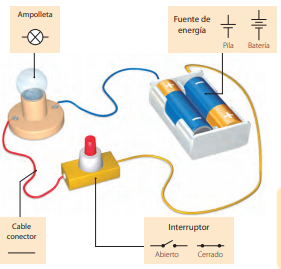 Ampolleta
Fuente de
energía
Pila
Batería
Cable
conector
Interruptor
Abierto
Cerrado